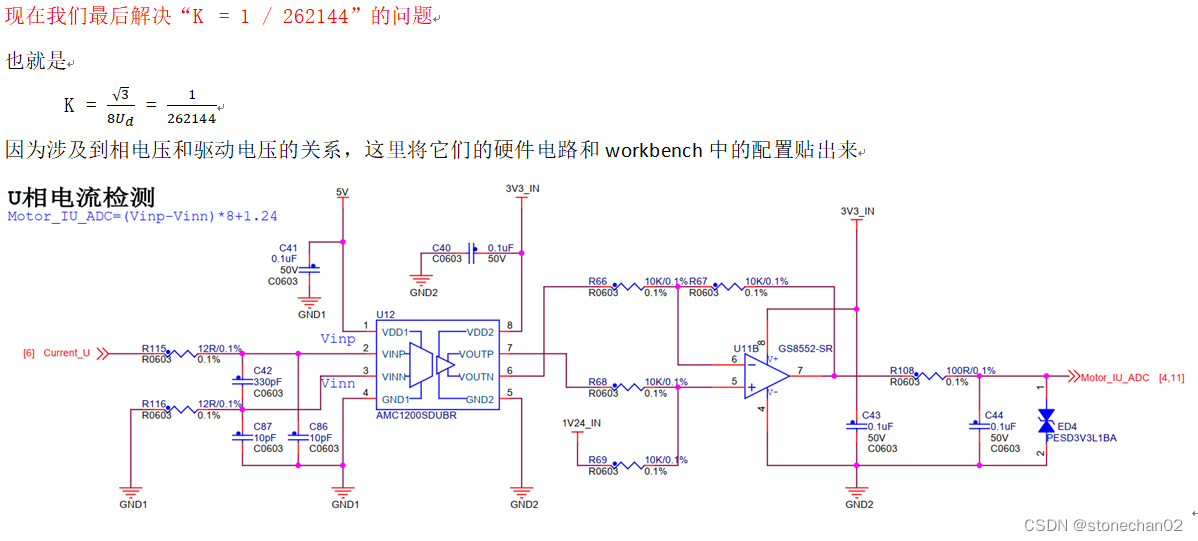 现在我们最后解决“K = 1 / 262144”的问题
也就是
K = √3 / 8U_d = 1 / 262144
因为涉及到相电压和驱动电压的关系，这里将它们的硬件电路和 workbench 中的配置贴出来
U相电流检测
Motor_IU_ADC=(Vinp-Vinn)*8+1.24
5V
3V3_IN
3V3_IN
C41
0.1uF
50V
C0603
GND1
C40
C0603
0.1uF
50V
GND2
R66
R0603
10K/0.1%
0.1%
R67
R0603
10K/0.1%
0.1%
U12
VDD1
VINP
VINN
GND1
VDD2
VOUTP
VOUTN
GND2
1
2
3
4
8
7
6
5
AMC1200SDUBR
[6] Current_U
R115
R0603
12R/0.1%
0.1%
Vinp
C42
330pF
C0603
Vinn
R116
R0603
12R/0.1%
0.1%
C87
10pF
C0603
C86
10pF
C0603
R68
R0603
10K/0.1%
0.1%
1V24_IN
R69
R0603
10K/0.1%
0.1%
U11B
GS8552-SR
8
V+
6
5
7
4
V-
R108
R0603
100R/0.1%
0.1%
Motor_IU_ADC [4,11]
C43
0.1uF
50V
C0603
C44
0.1uF
50V
C0603
1
ED4
PESD3V3L1BA
2
GND1
GND1
GND2
GND2
CSDN @stonechan02